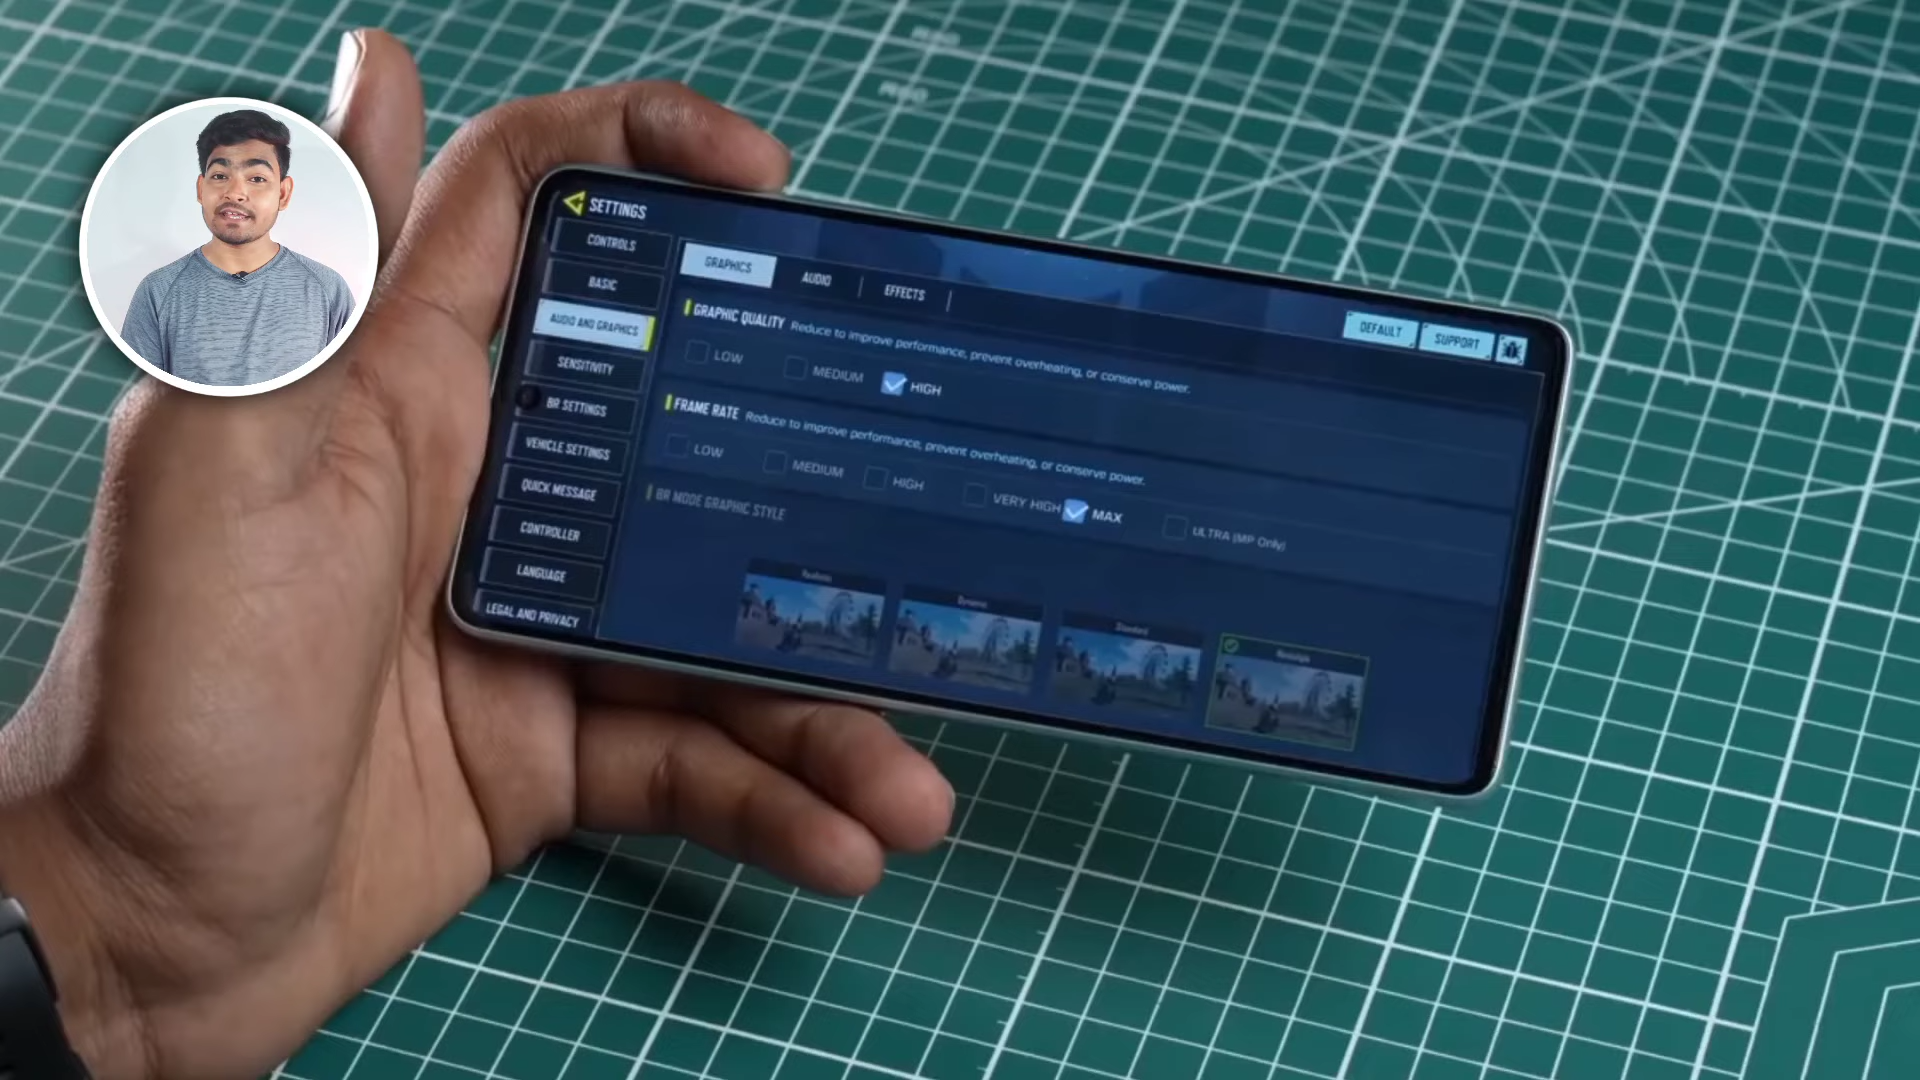 SETTINGS
CONTROLS
BASIC
AUDIO AND GRAPHICS
SENSITIVITY
BR SETTINGS
VEHICLE SETTINGS
QUICK MESSAGE
CONTROLLER
LANGUAGE
LEGAL AND PRIVACY
GRAPHICS AUDIO EFFECTS
DEFAULT SUPPORT
GRAPHIC QUALITY Reduce to improve performance, prevent overheating, or conserve power.
LOW MEDIUM HIGH
FRAME RATE Reduce to improve performance, prevent overheating, or conserve power.
LOW MEDIUM HIGH VERY HIGH MAX ULTRA (MP Only)
BR MODE GRAPHIC STYLE
Realistic Dynamic Standard